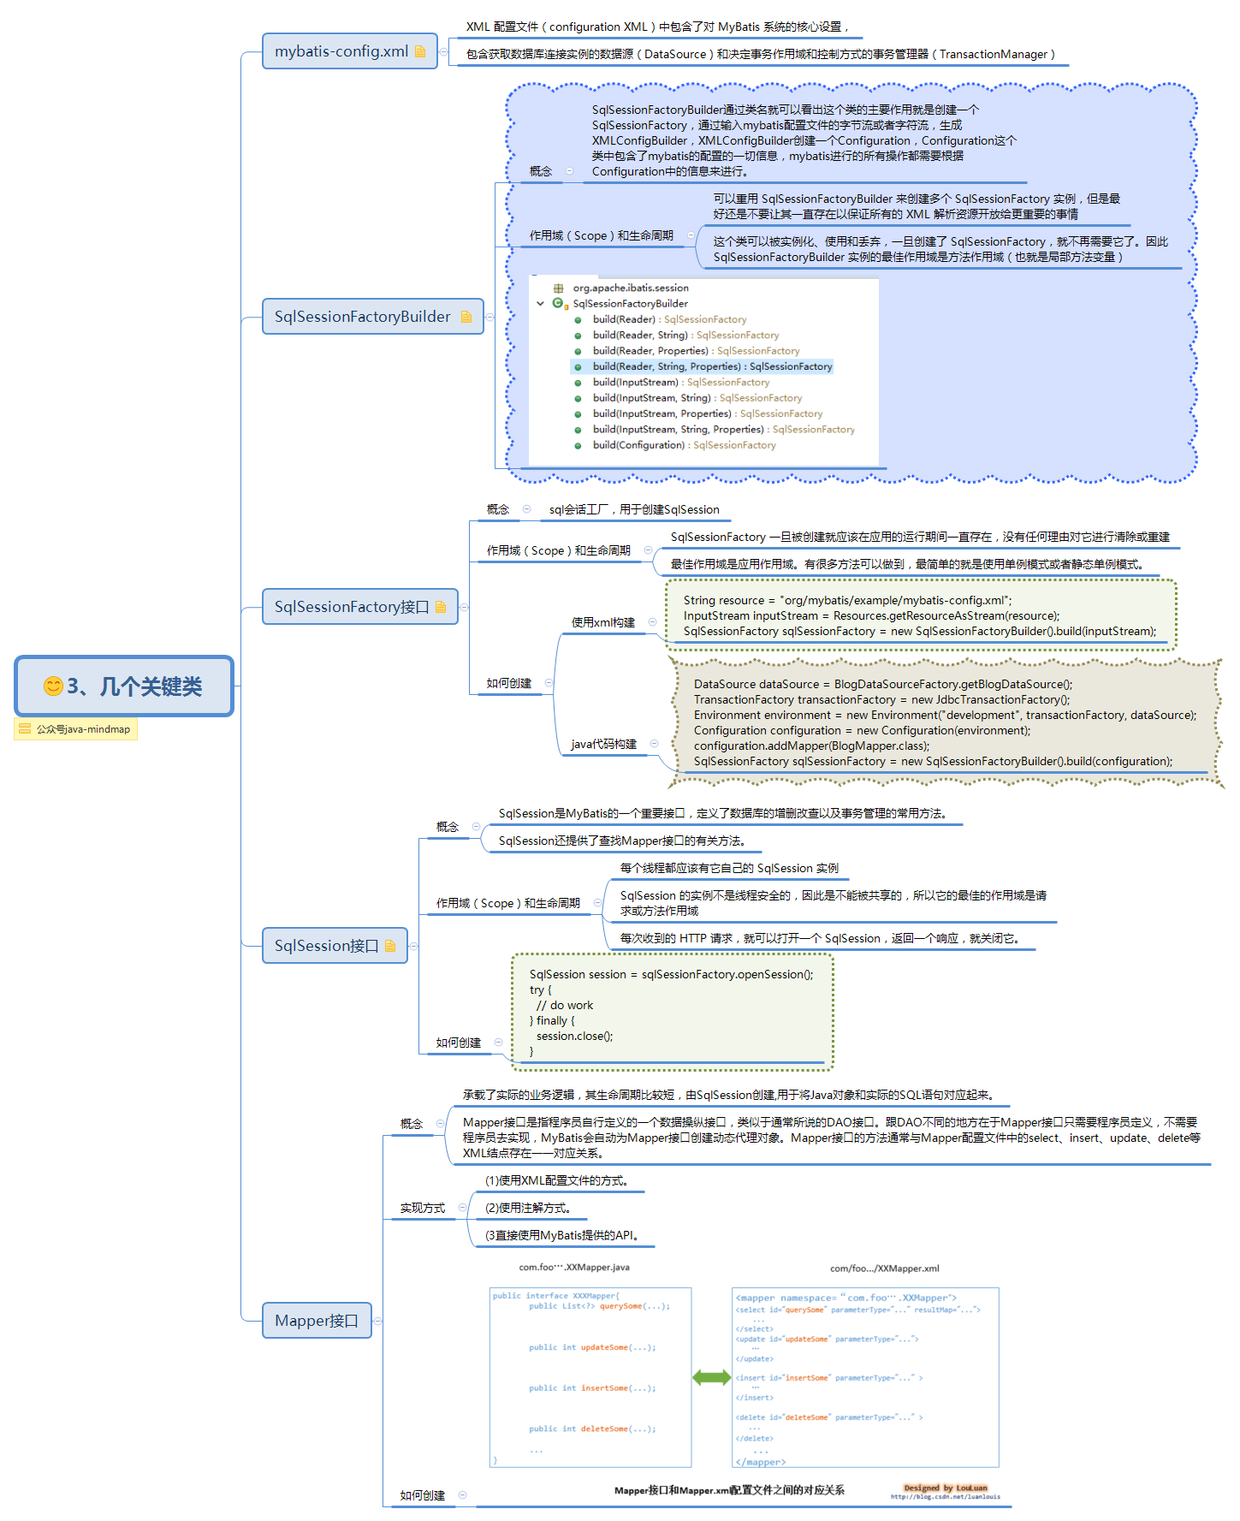 mybatis-config.xml
XML 配置文件（configuration XML）中包含了对 MyBatis 系统的核心设置，
包含获取数据库连接实例的数据源（DataSource）和决定事务作用域和控制方式的事务管理器（TransactionManager）
SqlSessionFactoryBuilder
概念
SqlSessionFactoryBuilder通过类名就可以看出这个类的主要作用就是创建一个
SqlSessionFactory，通过输入mybatis配置文件的字节流或者字符流，生成
XMLConfigBuilder，XMLConfigBuilder创建一个Configuration，Configuration这个
类中包含了mybatis的配置的一切信息，mybatis进行的所有操作都需要根据
Configuration中的信息来进行。
作用域（Scope）和生命周期
可以重用 SqlSessionFactoryBuilder 来创建多个 SqlSessionFactory 实例，但是最
好还是不要让其一直存在以保证所有的 XML 解析资源开放给更重要的事情
这个类可以被实例化、使用和丢弃，一旦创建了 SqlSessionFactory，就不再需要它了。因此
SqlSessionFactoryBuilder 实例的最佳作用域是方法作用域（也就是局部方法变量）
org.apache.ibatis.session
SqlSessionFactoryBuilder
build(Reader) : SqlSessionFactory
build(Reader, String) : SqlSessionFactory
build(Reader, Properties) : SqlSessionFactory
build(Reader, String, Properties) : SqlSessionFactory
build(InputStream) : SqlSessionFactory
build(InputStream, String) : SqlSessionFactory
build(InputStream, Properties) : SqlSessionFactory
build(InputStream, String, Properties) : SqlSessionFactory
build(Configuration) : SqlSessionFactory
SqlSessionFactory接口
概念
sql会话工厂，用于创建SqlSession
作用域（Scope）和生命周期
SqlSessionFactory 一旦被创建就应该在应用的运行期间一直存在，没有任何理由对它进行清除或重建
最佳作用域是应用作用域。有很多方法可以做到，最简单的就是使用单例模式或者静态单例模式。
如何创建
使用xml构建
String resource = "org/mybatis/example/mybatis-config.xml";
InputStream inputStream = Resources.getResourceAsStream(resource);
SqlSessionFactory sqlSessionFactory = new SqlSessionFactoryBuilder().build(inputStream);
java代码构建
DataSource dataSource = BlogDataSourceFactory.getBlogDataSource();
TransactionFactory transactionFactory = new JdbcTransactionFactory();
Environment environment = new Environment("development", transactionFactory, dataSource);
Configuration configuration = new Configuration(environment);
configuration.addMapper(BlogMapper.class);
SqlSessionFactory sqlSessionFactory = new SqlSessionFactoryBuilder().build(configuration);
3、几个关键类
公众号java-mindmap
SqlSession接口
概念
SqlSession是MyBatis的一个重要接口，定义了数据库的增删改查以及事务管理的常用方法。
SqlSession还提供了查找Mapper接口的有关方法。
作用域（Scope）和生命周期
每个线程都应该有它自己的 SqlSession 实例
SqlSession 的实例不是线程安全的，因此是不能被共享的，所以它的最佳的作用域是请
求或方法作用域
每次收到的 HTTP 请求，就可以打开一个 SqlSession，返回一个响应，就关闭它。
如何创建
SqlSession session = sqlSessionFactory.openSession();
try {
// do work
} finally {
session.close();
}
Mapper接口
概念
承载了实际的业务逻辑，其生命周期比较短，由SqlSession创建,用于将Java对象和实际的SQL语句对应起来。
Mapper接口是指程序员自行定义的一个数据操纵接口，类似于通常所说的DAO接口。跟DAO不同的地方在于Mapper接口只需要程序员定义，不需要
程序员去实现，MyBatis会自动为Mapper接口创建动态代理对象。Mapper接口的方法通常与Mapper配置文件中的select、insert、update、delete等
XML结点存在一一对应关系。
实现方式
(1)使用XML配置文件的方式。
(2)使用注解方式。
(3直接使用MyBatis提供的API。
如何创建
com.foo….XXMapper.java
public interface XXXMapper{
public List<?> querySome(...);
public int updateSome(...);
public int insertSome(...);
public int deleteSome(...);
...
}
com/foo.../XXMapper.xml
<mapper namespace=“com.foo….XXMapper">
<select id="querySome" parameterType="..." resultMap="...">
...
</select>
<update id="updateSome" parameterType="...">
…
</update>
<insert id="insertSome" parameterType="..." >
…
</insert>
<delete id="deleteSome" parameterType="..." >
...
</delete>
...
</mapper>
Mapper接口和Mapper.xml配置文件之间的对应关系
Designed by LouLuan
http://blog.csdn.net/luanlouis